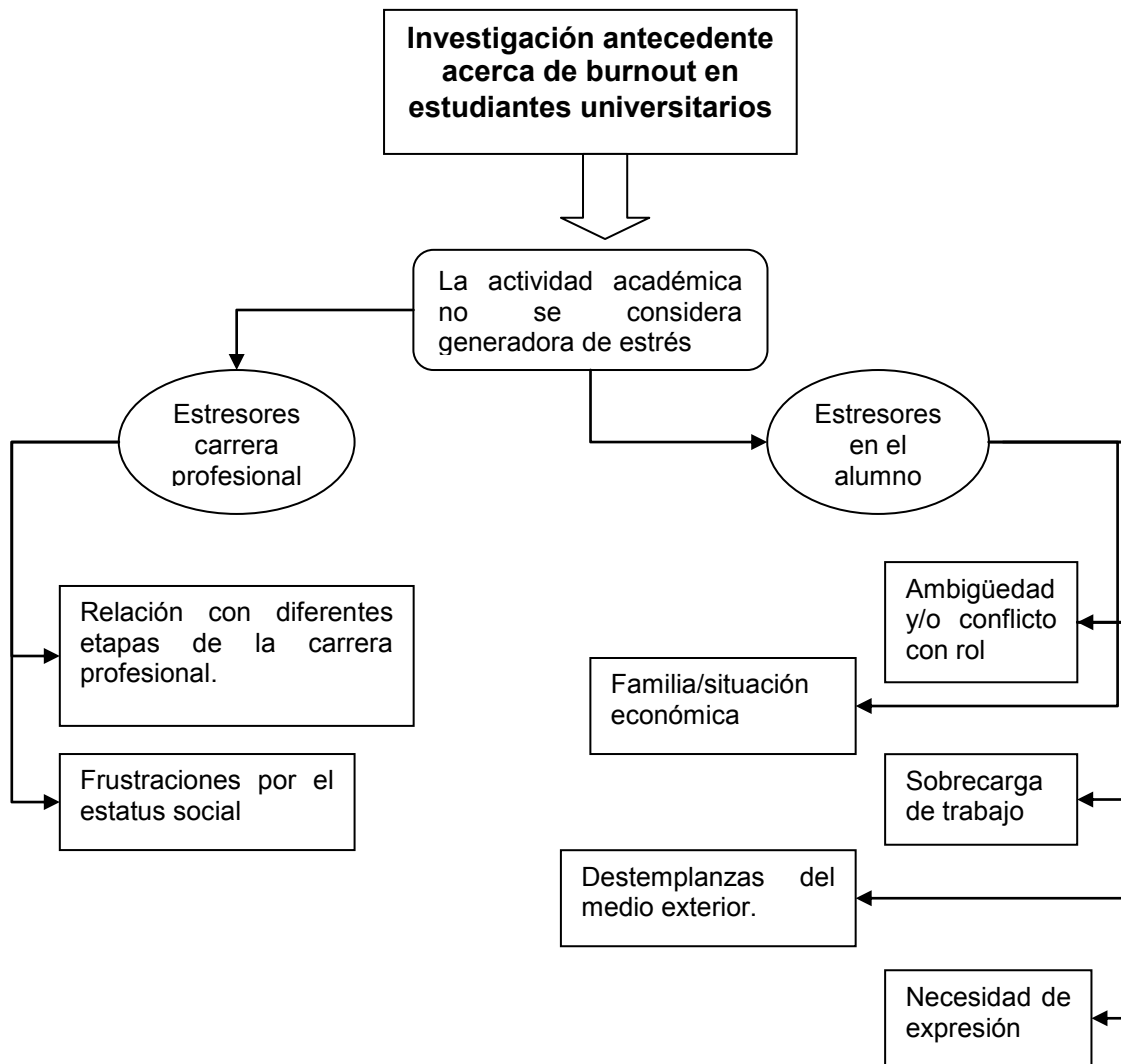 Investigación antecedente
acerca de burnout en
estudiantes universitarios
La actividad académica
no se considera
generadora de estrés
Estresores
carrera
profesional
Estresores
en el
alumno
Relación con diferentes
etapas de la carrera
profesional.
Frustraciones por el
estatus social
Ambigüedad
y/o conflicto
con rol
Familia/situación
económica
Sobrecarga
de trabajo
Destemplanzas del
medio exterior.
Necesidad de
expresión